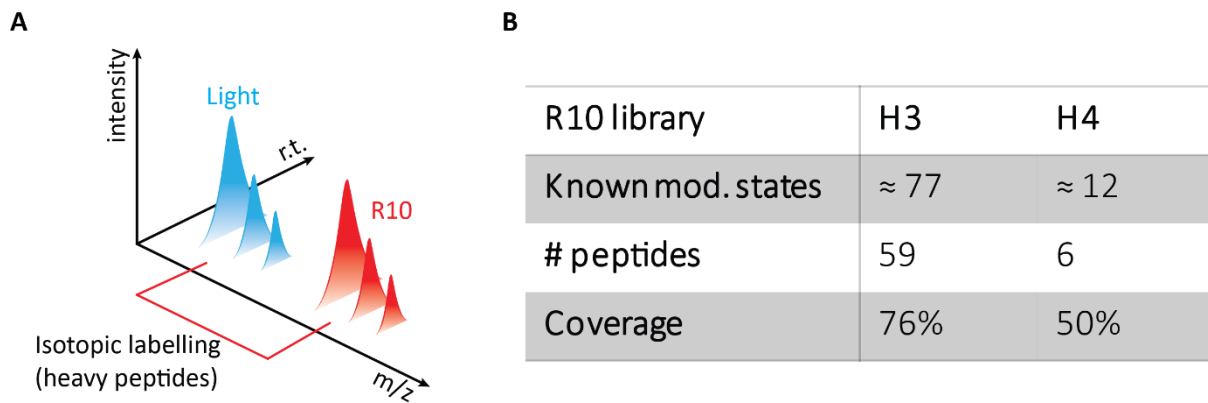 A
intensity
Light
r.t.
R10
Isotopic labelling
(heavy peptides)
m/z
B
R10 library H3 H4
Known mod. states ≈ 77 ≈ 12
# peptides 59 6
Coverage 76% 50%